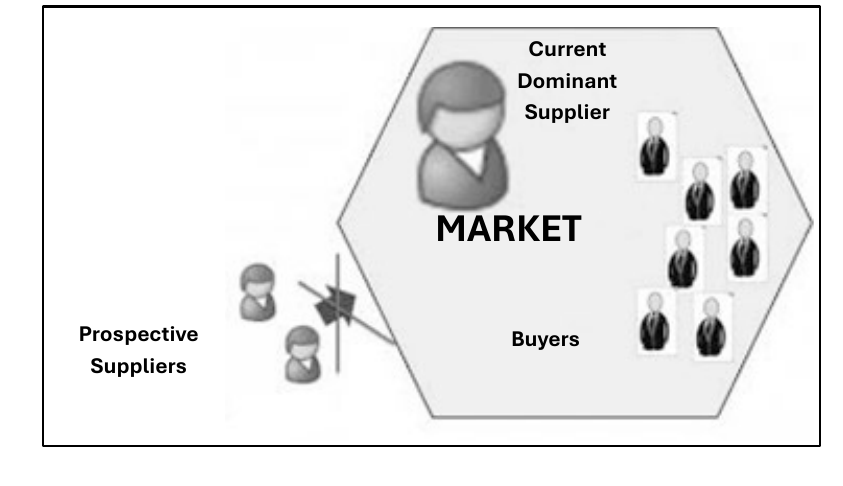 Current
Dominant
Supplier
MARKET
Prospective
Suppliers
Buyers